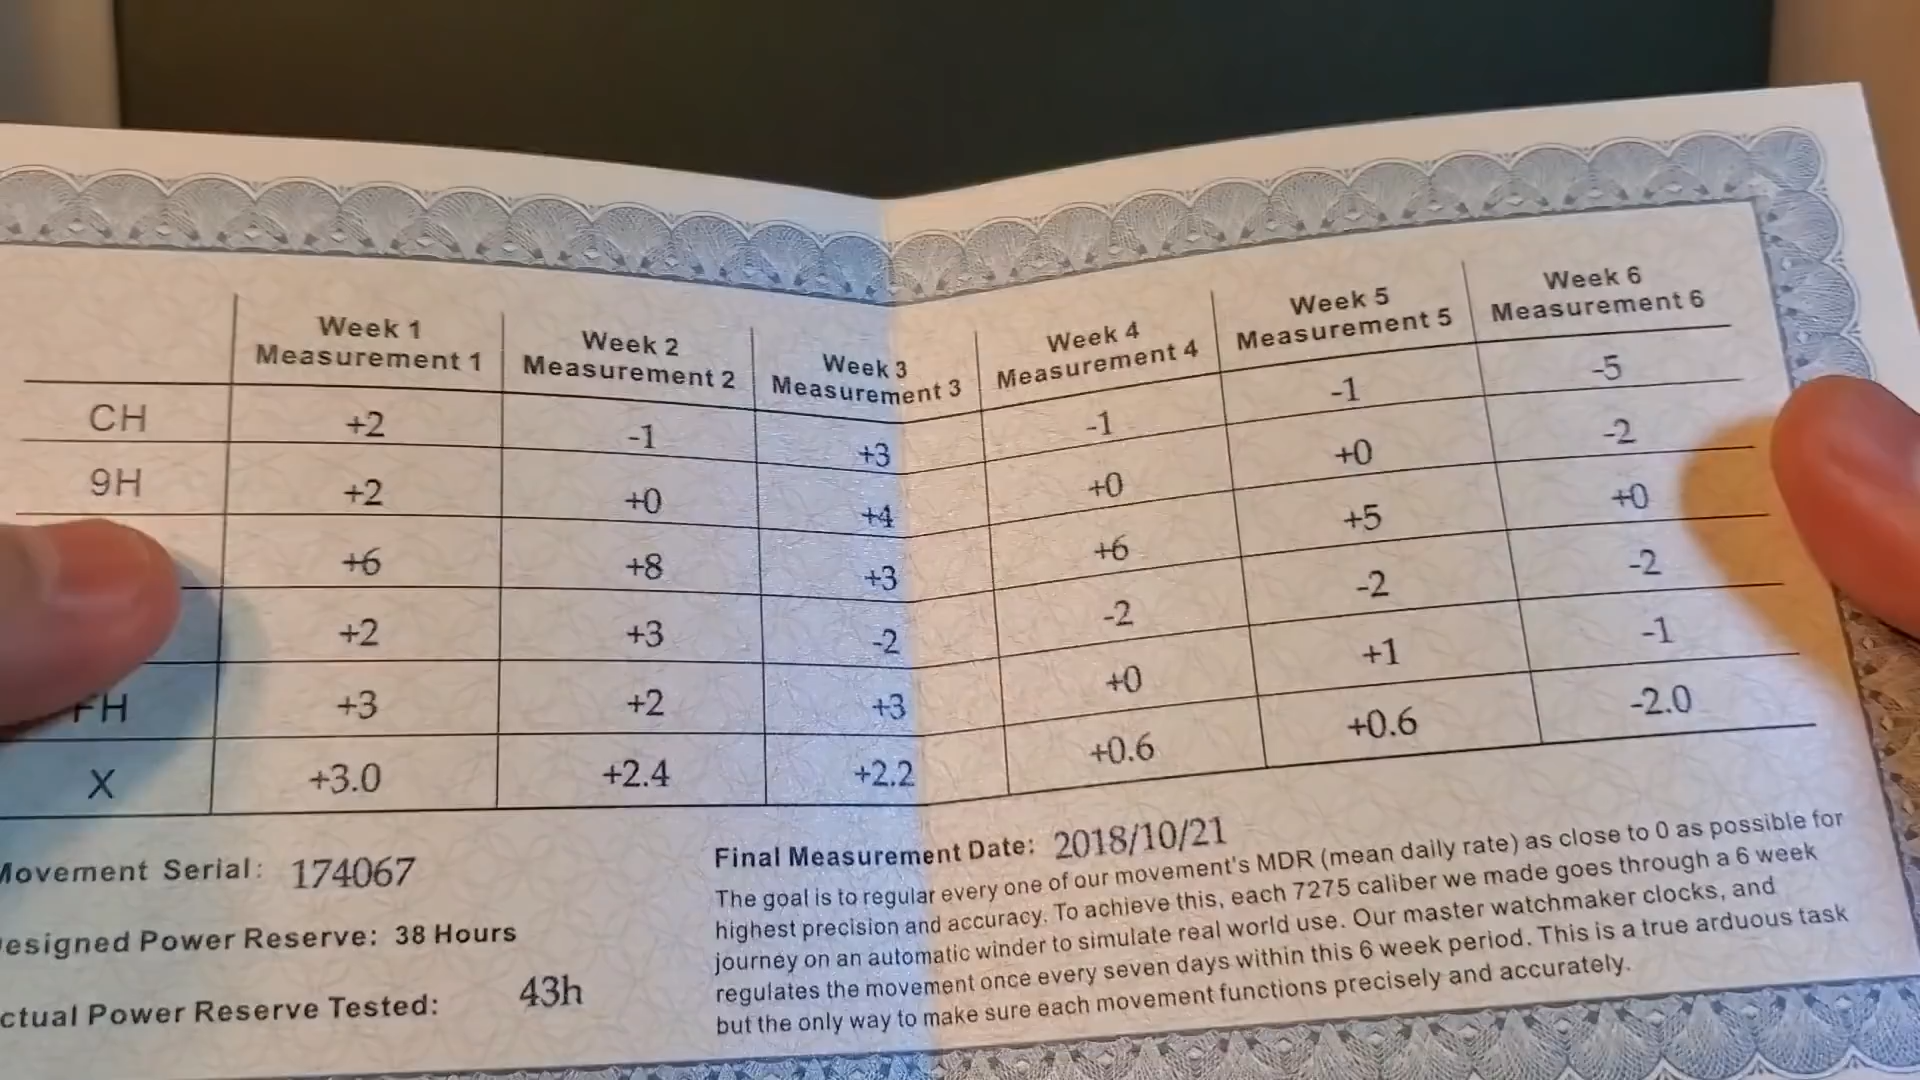 Week 1 Week 2 Week 3 Week 4 Week 5 Week 6
Measurement 1 Measurement 2 Measurement 3 Measurement 4 Measurement 5 Measurement 6
CH +2 -1 +3 -1 -1 -5
9H +2 +0 +4 +0 +0 -2
+6 +8 +3 +6 +5 +0
+2 +3 -2 -2 -2 -2
FH +3 +2 +3 +0 +1 -1
X +3.0 +2.4 +2.2 +0.6 +0.6 -2.0
Movement Serial: 174067
esigned Power Reserve: 38 Hours
ctual Power Reserve Tested: 43h
Final Measurement Date: 2018/10/21
The goal is to regular every one of our movement's MDR (mean daily rate) as close to 0 as possible for
highest precision and accuracy. To achieve this, each 7275 caliber we made goes through a 6 week
journey on an automatic winder to simulate real world use. Our master watchmaker clocks, and
regulates the movement once every seven days within this 6 week period. This is a true arduous task
but the only way to make sure each movement functions precisely and accurately.